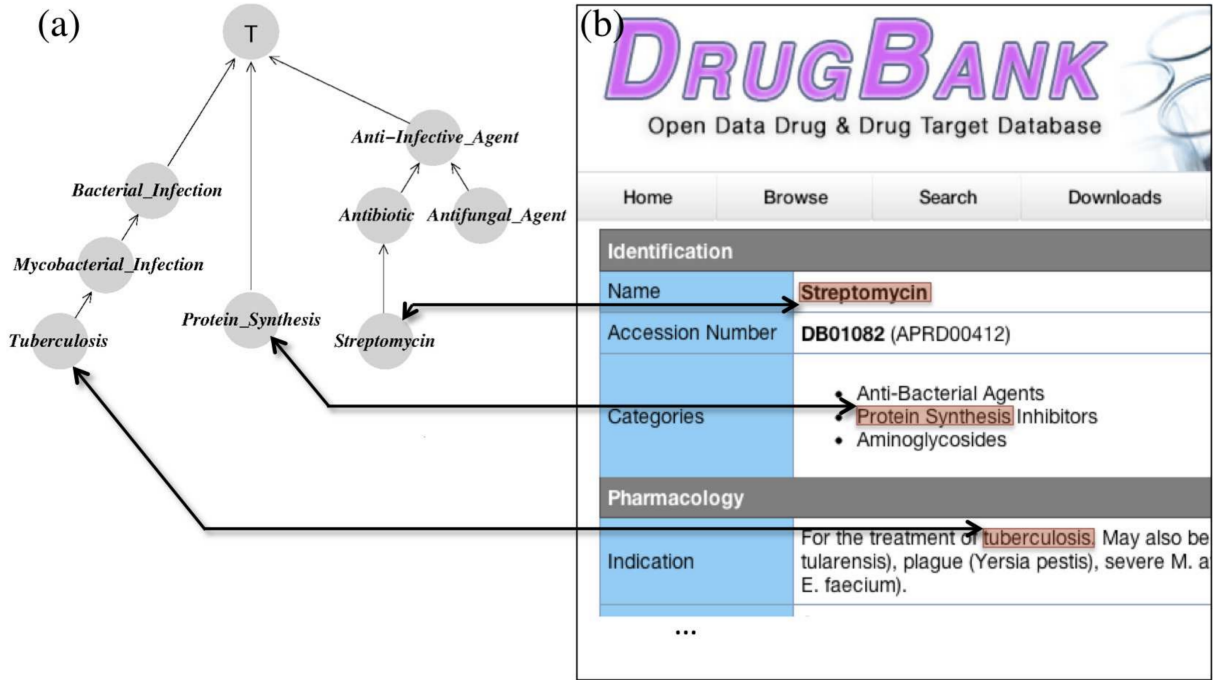 (a)
T
Anti-Infective_Agent
Bacterial_Infection
Antibiotic
Antifungal_Agent
Mycobacterial_Infection
Protein_Synthesis
Tuberculosis
Streptomycin
(b)
DRUGBANK
Open Data Drug & Drug Target Database
Home Browse Search Downloads
Identification
Name Streptomycin
Accession Number DB01082 (APRD00412)
Categories
• Anti-Bacterial Agents
• Protein Synthesis Inhibitors
• Aminoglycosides
Pharmacology
Indication
For the treatment of tuberculosis. May also be
tularensis), plague (Yersia pestis), severe M. a
E. faecium).
...